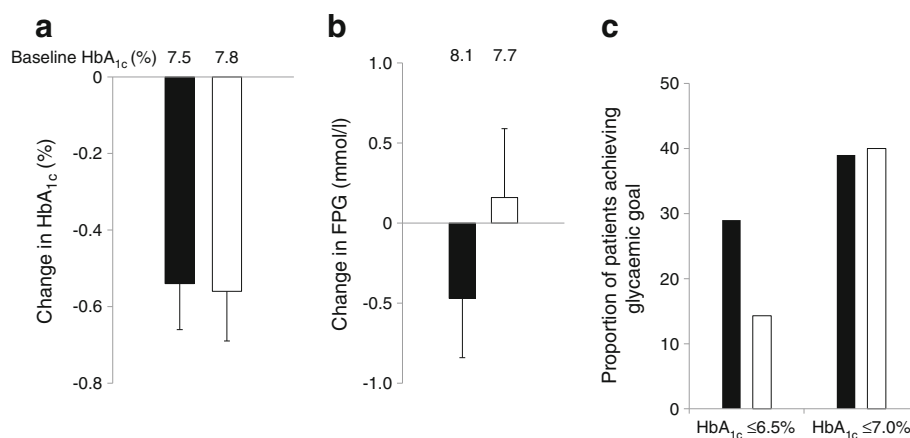 a
Baseline HbA1c (%) 7.5 7.8
0
-0.2
-0.4
-0.6
-0.8
Change in HbA1c (%)
b
8.1 7.7
1.0
0.5
0
-0.5
-1.0
Change in FPG (mmol/l)
c
50
40
30
20
10
0
Proportion of patients achieving
glycaemic goal
HbA1c ≤6.5% HbA1c ≤7.0%